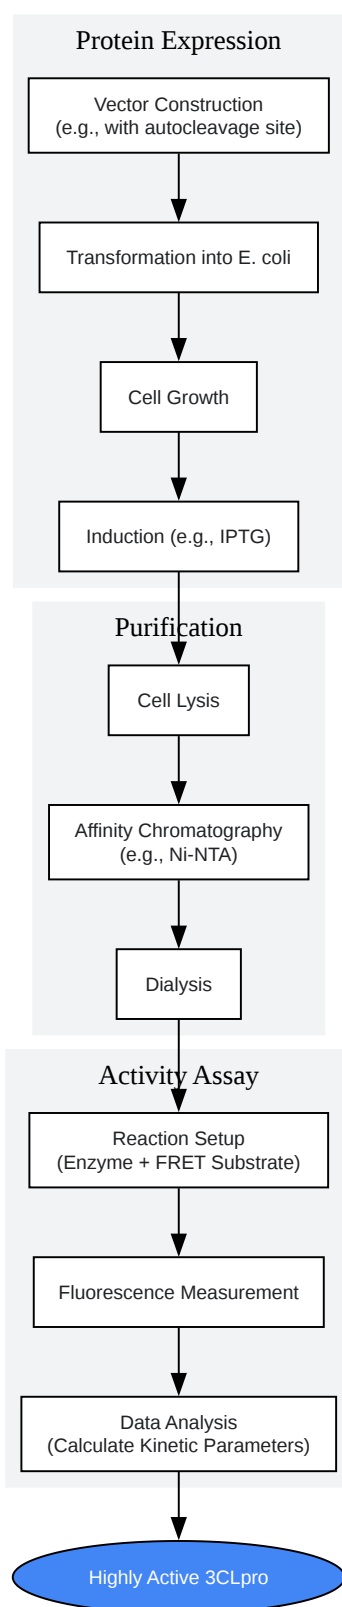 Protein Expression
Vector Construction
(e.g., with autocleavage site)
Transformation into E. coli
Cell Growth
Induction (e.g., IPTG)
Purification
Cell Lysis
Affinity Chromatography
(e.g., Ni-NTA)
Dialysis
Activity Assay
Reaction Setup
(Enzyme + FRET Substrate)
Fluorescence Measurement
Data Analysis
(Calculate Kinetic Parameters)
Highly Active 3CLpro